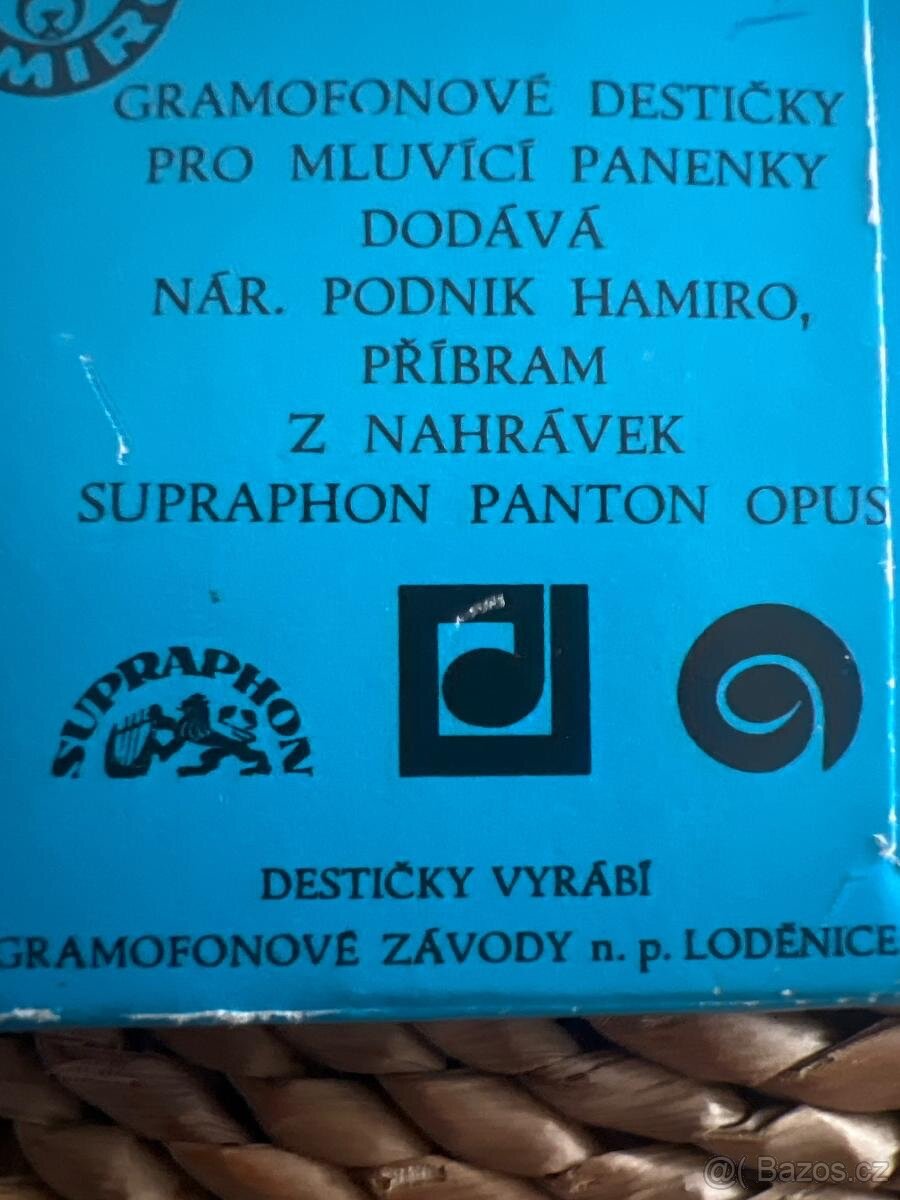 GRAMOFONOVÉ DESTIČKY
PRO MLUVÍCÍ PANENKY
DODÁVÁ
NÁR. PODNIK HAMIRO,
PŘÍBRAM
Z NAHRÁVEK
SUPRAPHON PANTON OPUS
SUPRAPHON
DESTIČKY VYRÁBÍ
GRAMOFONOVÉ ZÁVODY n. p. LODĚNICE
@( Bazos.cz